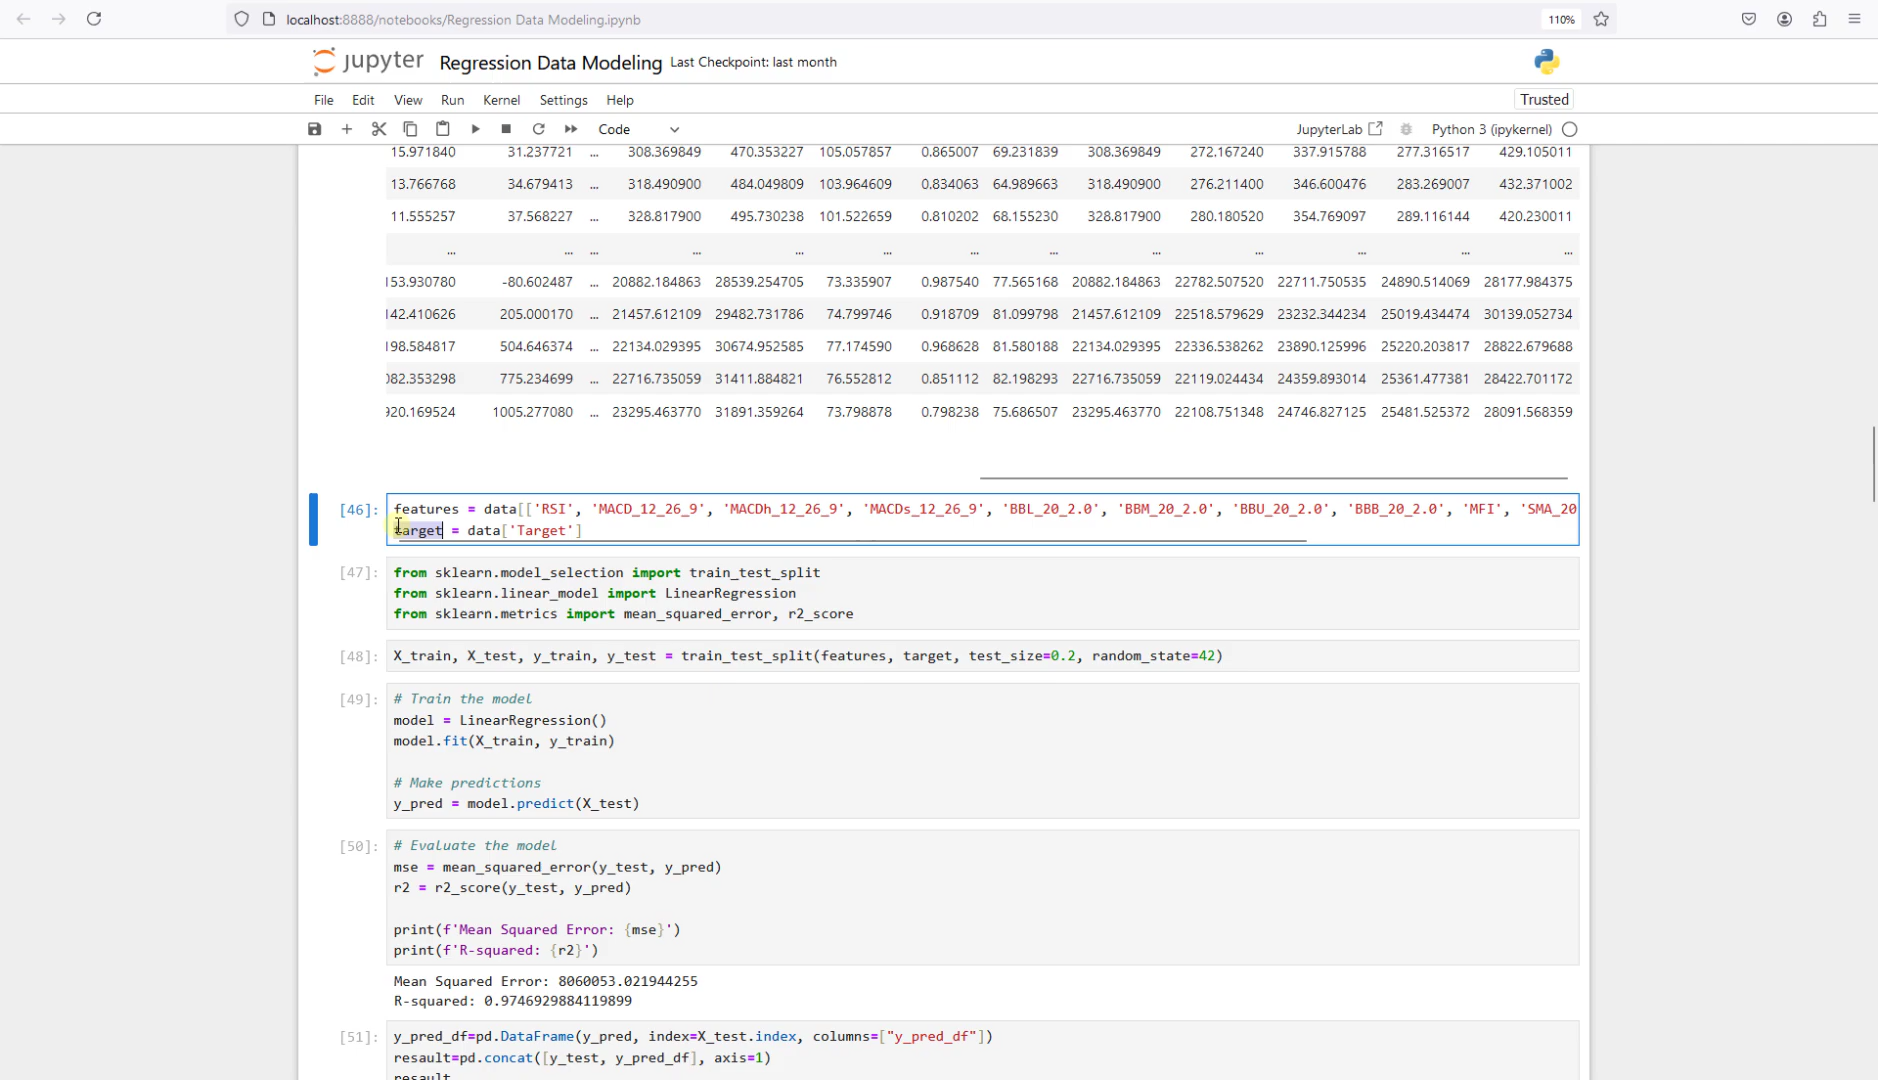 localhost:8888/notebooks/Regression Data Modeling.ipynb 110%
jupyter Regression Data Modeling Last Checkpoint: last month
File Edit View Run Kernel Settings Help Trusted
Code JupyterLab Python 3 (ipykernel)
15.971840 31.237721 ... 308.369849 470.353227 105.057857 0.865007 69.231839 308.369849 272.167240 337.915788 277.316517 429.105011
13.766768 34.679413 ... 318.490900 484.049809 103.964609 0.834063 64.989663 318.490900 276.211400 346.600476 283.269007 432.371002
11.555257 37.568227 ... 328.817900 495.730238 101.522659 0.810202 68.155230 328.817900 280.180520 354.769097 289.116144 420.230011
... ... ... ... ... ... ... ... ... ... ... ... ...
153.930780 -80.602487 ... 20882.184863 28539.254705 73.335907 0.987540 77.565168 20882.184863 22782.507520 22711.750535 24890.514069 28177.984375
142.410626 205.000170 ... 21457.612109 29482.731786 74.799746 0.918709 81.099798 21457.612109 22518.579629 23232.344234 25019.434474 30139.052734
198.584817 504.646374 ... 22134.029395 30674.952585 77.174590 0.968628 81.580188 22134.029395 22336.538262 23890.125996 25220.203817 28822.679688
082.353298 775.234699 ... 22716.735059 31411.884821 76.552812 0.851112 82.198293 22716.735059 22119.024434 24359.893014 25361.477381 28422.701172
920.169524 1005.277080 ... 23295.463770 31891.359264 73.798878 0.798238 75.686507 23295.463770 22108.751348 24746.827125 25481.525372 28091.568359
[46]: features = data[['RSI', 'MACD_12_26_9', 'MACDh_12_26_9', 'MACDs_12_26_9', 'BBL_20_2.0', 'BBM_20_2.0', 'BBU_20_2.0', 'BBB_20_2.0', 'MFI', 'SMA_20
target = data['Target']
[47]: from sklearn.model_selection import train_test_split
from sklearn.linear_model import LinearRegression
from sklearn.metrics import mean_squared_error, r2_score
[48]: X_train, X_test, y_train, y_test = train_test_split(features, target, test_size=0.2, random_state=42)
[49]: # Train the model
model = LinearRegression()
model.fit(X_train, y_train)
# Make predictions
y_pred = model.predict(X_test)
[50]: # Evaluate the model
mse = mean_squared_error(y_test, y_pred)
r2 = r2_score(y_test, y_pred)
print(f'Mean Squared Error: {mse}')
print(f'R-squared: {r2}')
Mean Squared Error: 8060053.021944255
R-squared: 0.9746929884119899
[51]: y_pred_df=pd.DataFrame(y_pred, index=X_test.index, columns=["y_pred_df"])
resault=pd.concat([y_test, y_pred_df], axis=1)
resault